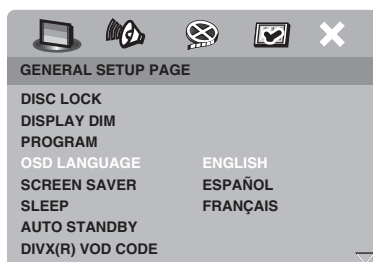 GENERAL SETUP PAGE
DISC LOCK
DISPLAY DIM
PROGRAM
OSD LANGUAGE ENGLISH
SCREEN SAVER ESPAÑOL
SLEEP FRANÇAIS
AUTO STANDBY
DIVX(R) VOD CODE